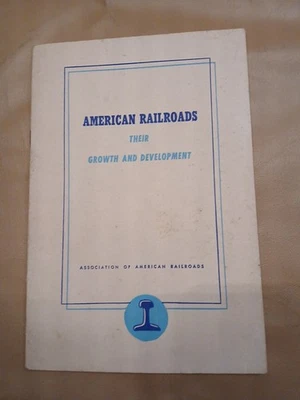 AMERICAN RAILROADS
THEIR
GROWTH AND DEVELOPMENT
ASSOCIATION OF AMERICAN RAILROADS